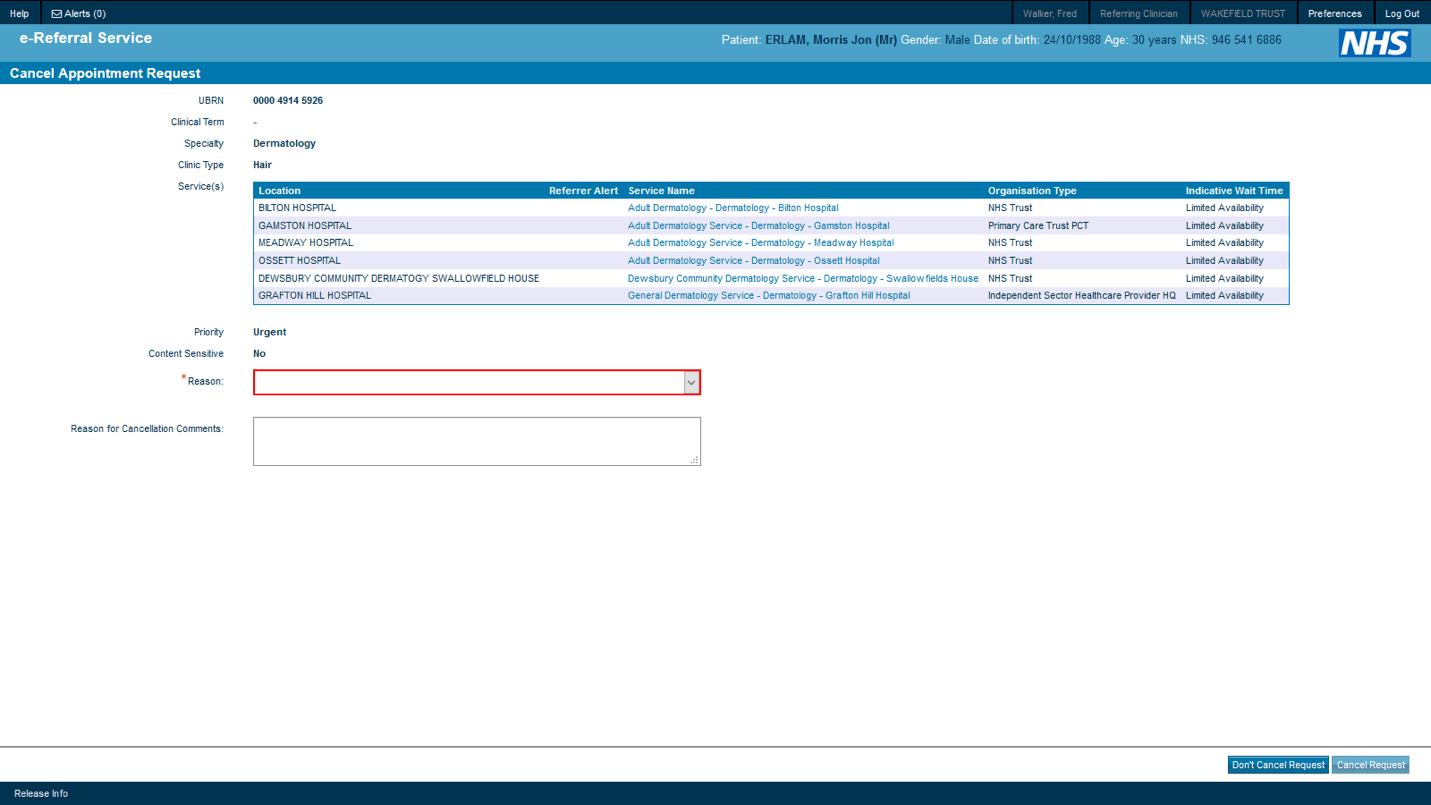 Help Alerts (0) Walker, Fred Referring Clinician WAKEFIELD TRUST Preferences Log Out
e-Referral Service Patient: ERLAM, Morris Jon (Mr) Gender: Male Date of birth: 24/10/1988 Age: 30 years NHS: 946 541 6886 NHS
Cancel Appointment Request
UBRN 0000 4914 5926
Clinical Term -
Specialty Dermatology
Clinic Type Hair
Service(s)
Location Referrer Alert Service Name Organisation Type Indicative Wait Time
BILTON HOSPITAL Adult Dermatology - Dermatology - Bilton Hospital NHS Trust Limited Availability
GAMSTON HOSPITAL Adult Dermatology Service - Dermatology - Gamston Hospital Primary Care Trust PCT Limited Availability
MEADWAY HOSPITAL Adult Dermatology Service - Dermatology - Meadway Hospital NHS Trust Limited Availability
OSSETT HOSPITAL Adult Dermatology Service - Dermatology - Ossett Hospital NHS Trust Limited Availability
DEWSBURY COMMUNITY DERMATOGY SWALLOWFIELD HOUSE Dewsbury Community Dermatology Service - Dermatology - Swallowfields House NHS Trust Limited Availability
GRAFTON HILL HOSPITAL General Dermatology Service - Dermatology - Grafton Hill Hospital Independent Sector Healthcare Provider HQ Limited Availability
Priority Urgent
Content Sensitive No
* Reason:
Reason for Cancellation Comments:
Don't Cancel Request Cancel Request
Release Info